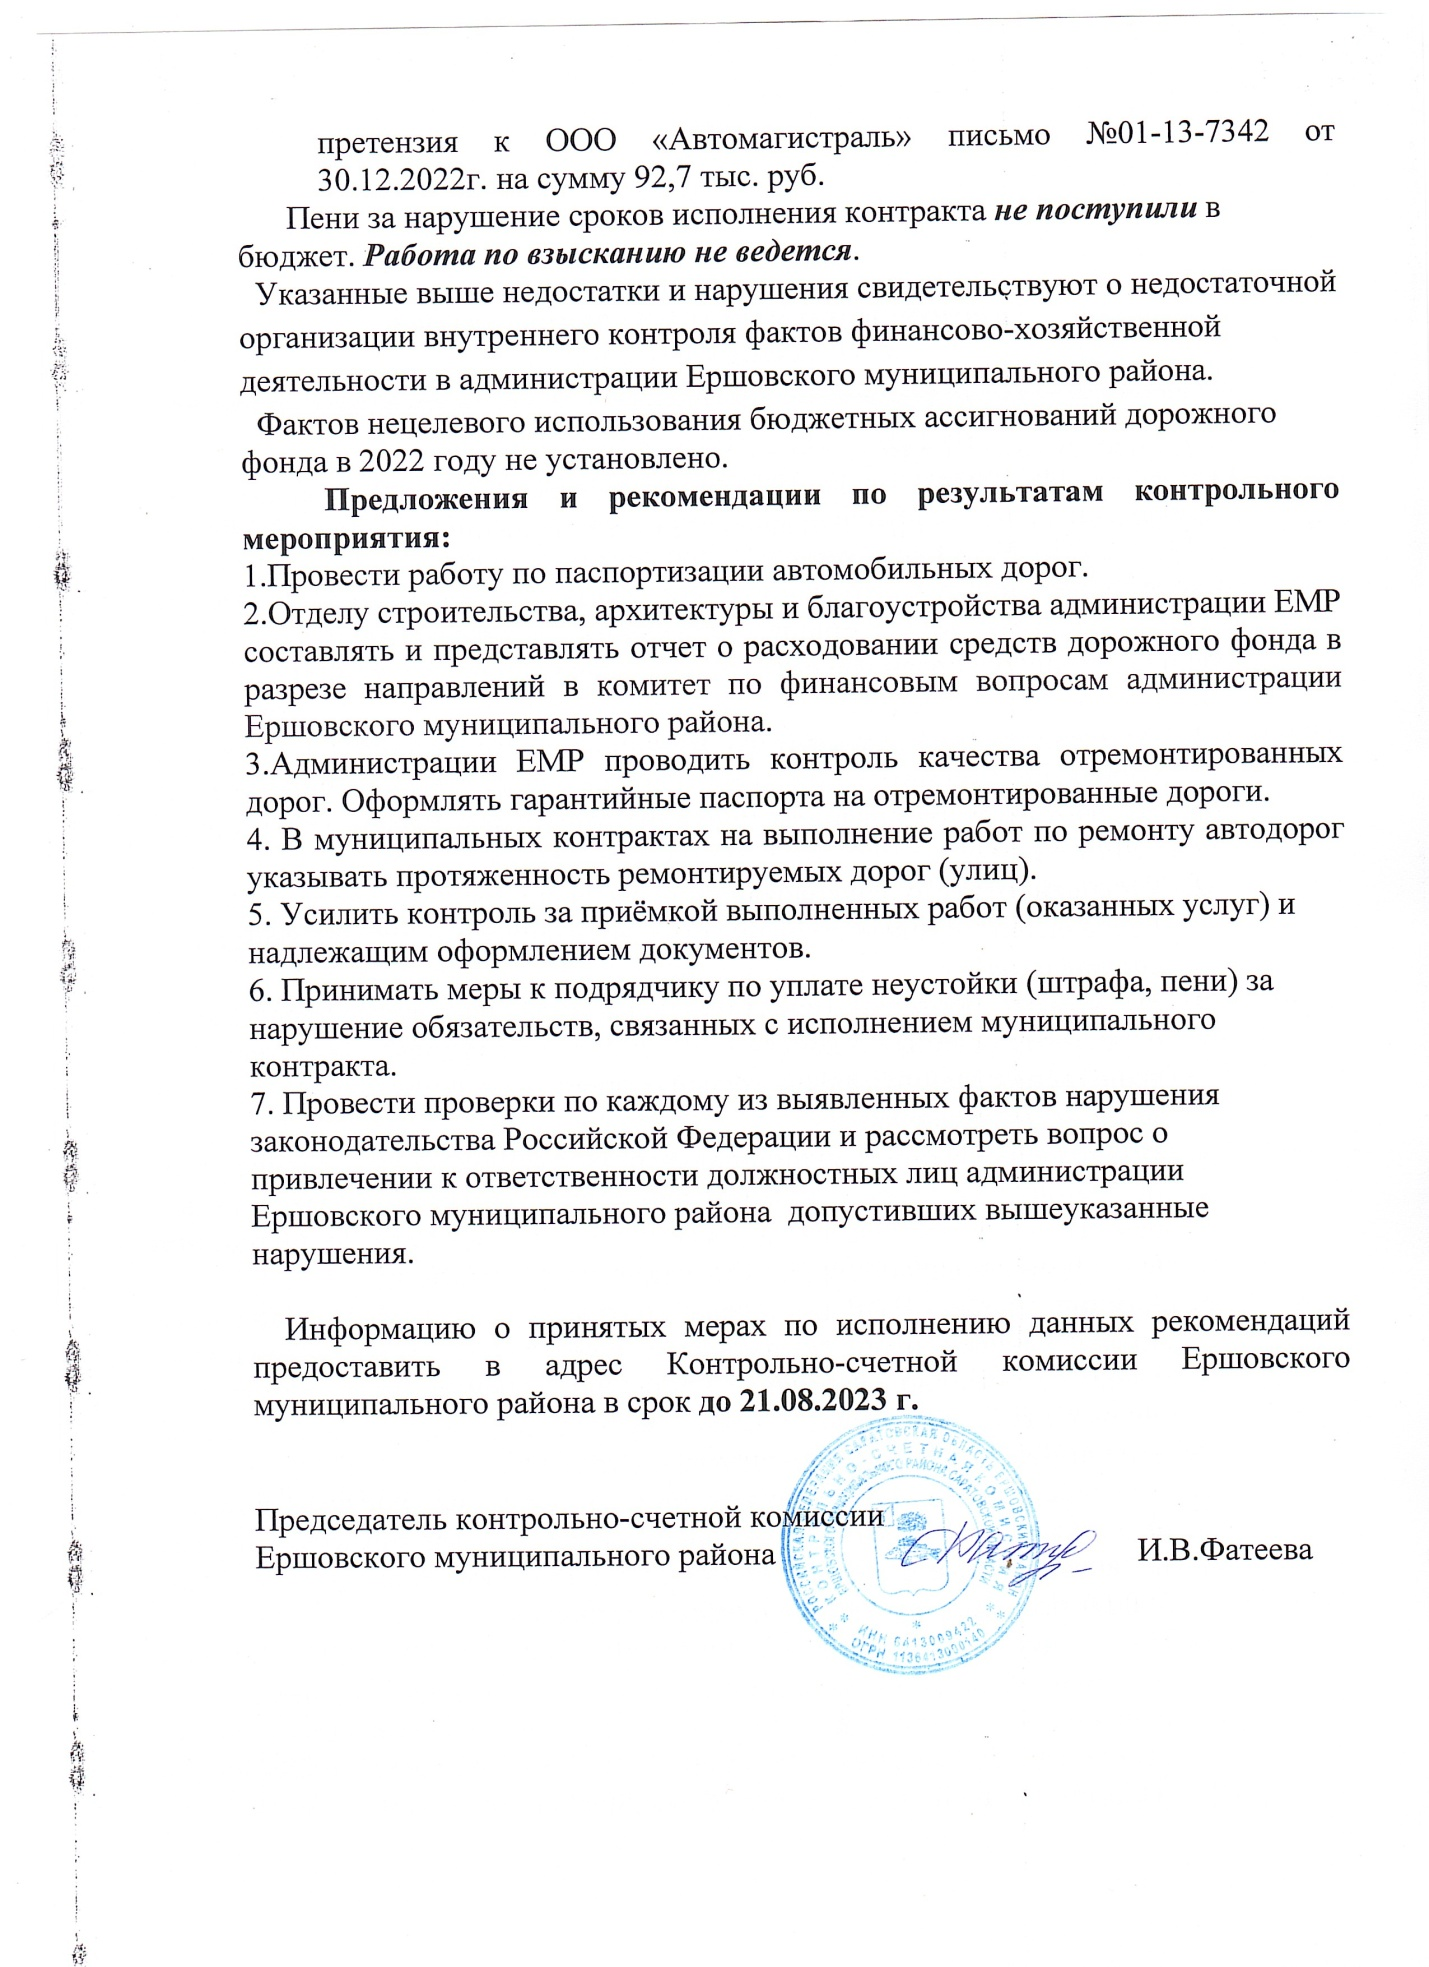 претензия к ООО «Автомагистраль» письмо №01-13-7342 от
30.12.2022г. на сумму 92,7 тыс. руб.
Пени за нарушение сроков исполнения контракта не поступили в
бюджет. Работа по взысканию не ведется.
Указанные выше недостатки и нарушения свидетельствуют о недостаточной
организации внутреннего контроля фактов финансово-хозяйственной
деятельности в администрации Ершовского муниципального района.
Фактов нецелевого использования бюджетных ассигнований дорожного
фонда в 2022 году не установлено.
Предложения и рекомендации по результатам контрольного
мероприятия:
1.Провести работу по паспортизации автомобильных дорог.
2.Отделу строительства, архитектуры и благоустройства администрации ЕМР
составлять и представлять отчет о расходовании средств дорожного фонда в
разрезе направлений в комитет по финансовым вопросам администрации
Ершовского муниципального района.
3.Администрации ЕМР проводить контроль качества отремонтированных
дорог. Оформлять гарантийные паспорта на отремонтированные дороги.
4. В муниципальных контрактах на выполнение работ по ремонту автодорог
указывать протяженность ремонтируемых дорог (улиц).
5. Усилить контроль за приёмкой выполненных работ (оказанных услуг) и
надлежащим оформлением документов.
6. Принимать меры к подрядчику по уплате неустойки (штрафа, пени) за
нарушение обязательств, связанных с исполнением муниципального
контракта.
7. Провести проверки по каждому из выявленных фактов нарушения
законодательства Российской Федерации и рассмотреть вопрос о
привлечении к ответственности должностных лиц администрации
Ершовского муниципального района допустивших вышеуказанные
нарушения.
Информацию о принятых мерах по исполнению данных рекомендаций
предоставить в адрес Контрольно-счетной комиссии Ершовского
муниципального района в срок до 21.08.2023 г.
Председатель контрольно-счетной комиссии
Ершовского муниципального района И.В.Фатеева
КОНТРОЛЬНО-СЧЕТНАЯ КОМИССИЯ
ИНН 6413009422